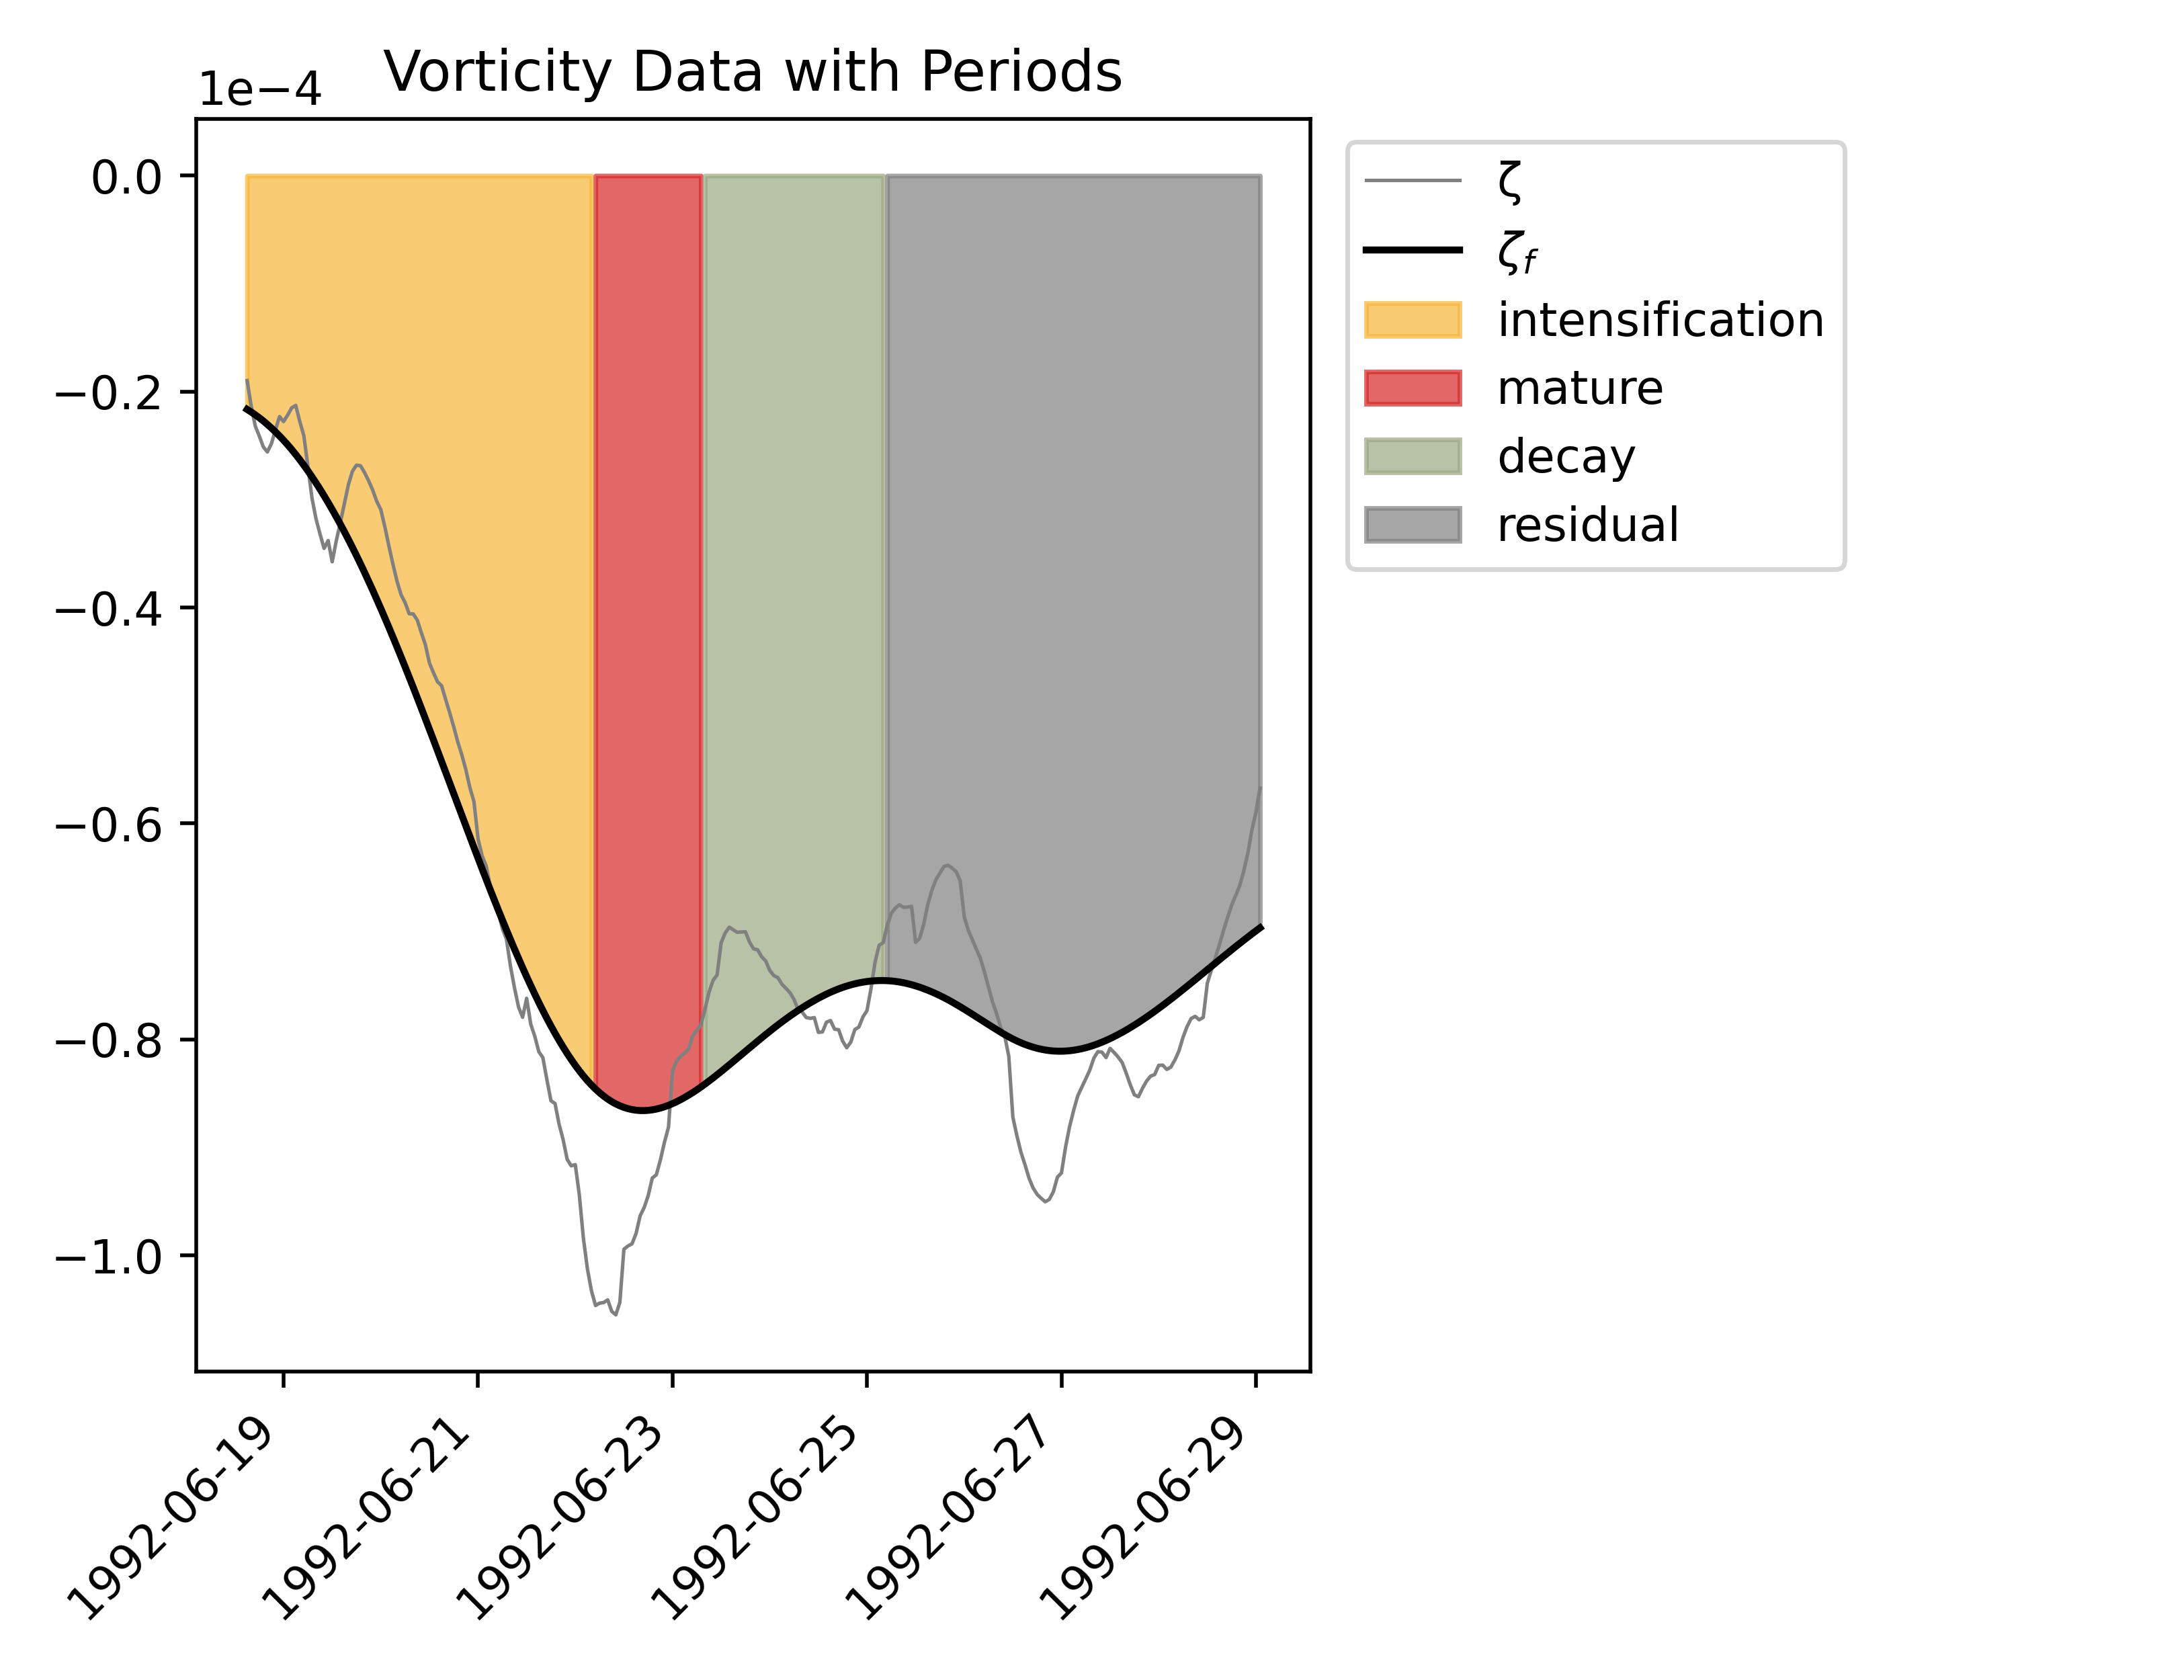 Vorticity Data with Periods
1e−4
0.0
−0.2
−0.4
−0.6
−0.8
−1.0
1992-06-19
1992-06-21
1992-06-23
1992-06-25
1992-06-27
1992-06-29
ζ
ζf
intensification
mature
decay
residual